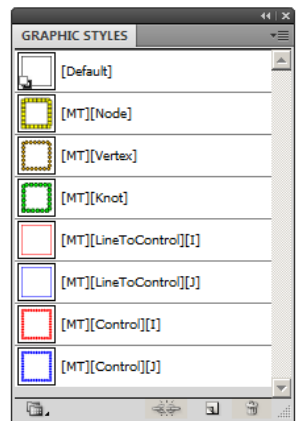 GRAPHIC STYLES
[Default]
[MT][Node]
[MT][Vertex]
[MT][Knot]
[MT][LineToControl][I]
[MT][LineToControl][J]
[MT][Control][I]
[MT][Control][J]